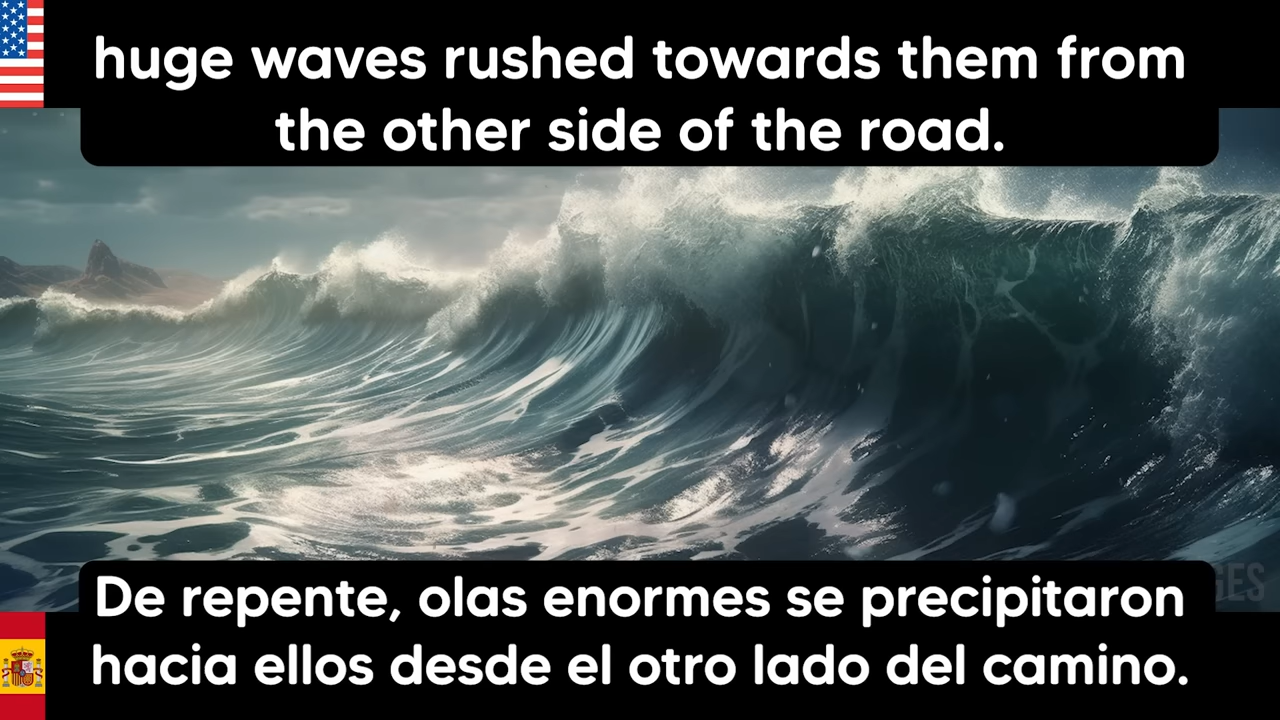 huge waves rushed towards them from
the other side of the road.
De repente, olas enormes se precipitaron
hacia ellos desde el otro lado del camino.